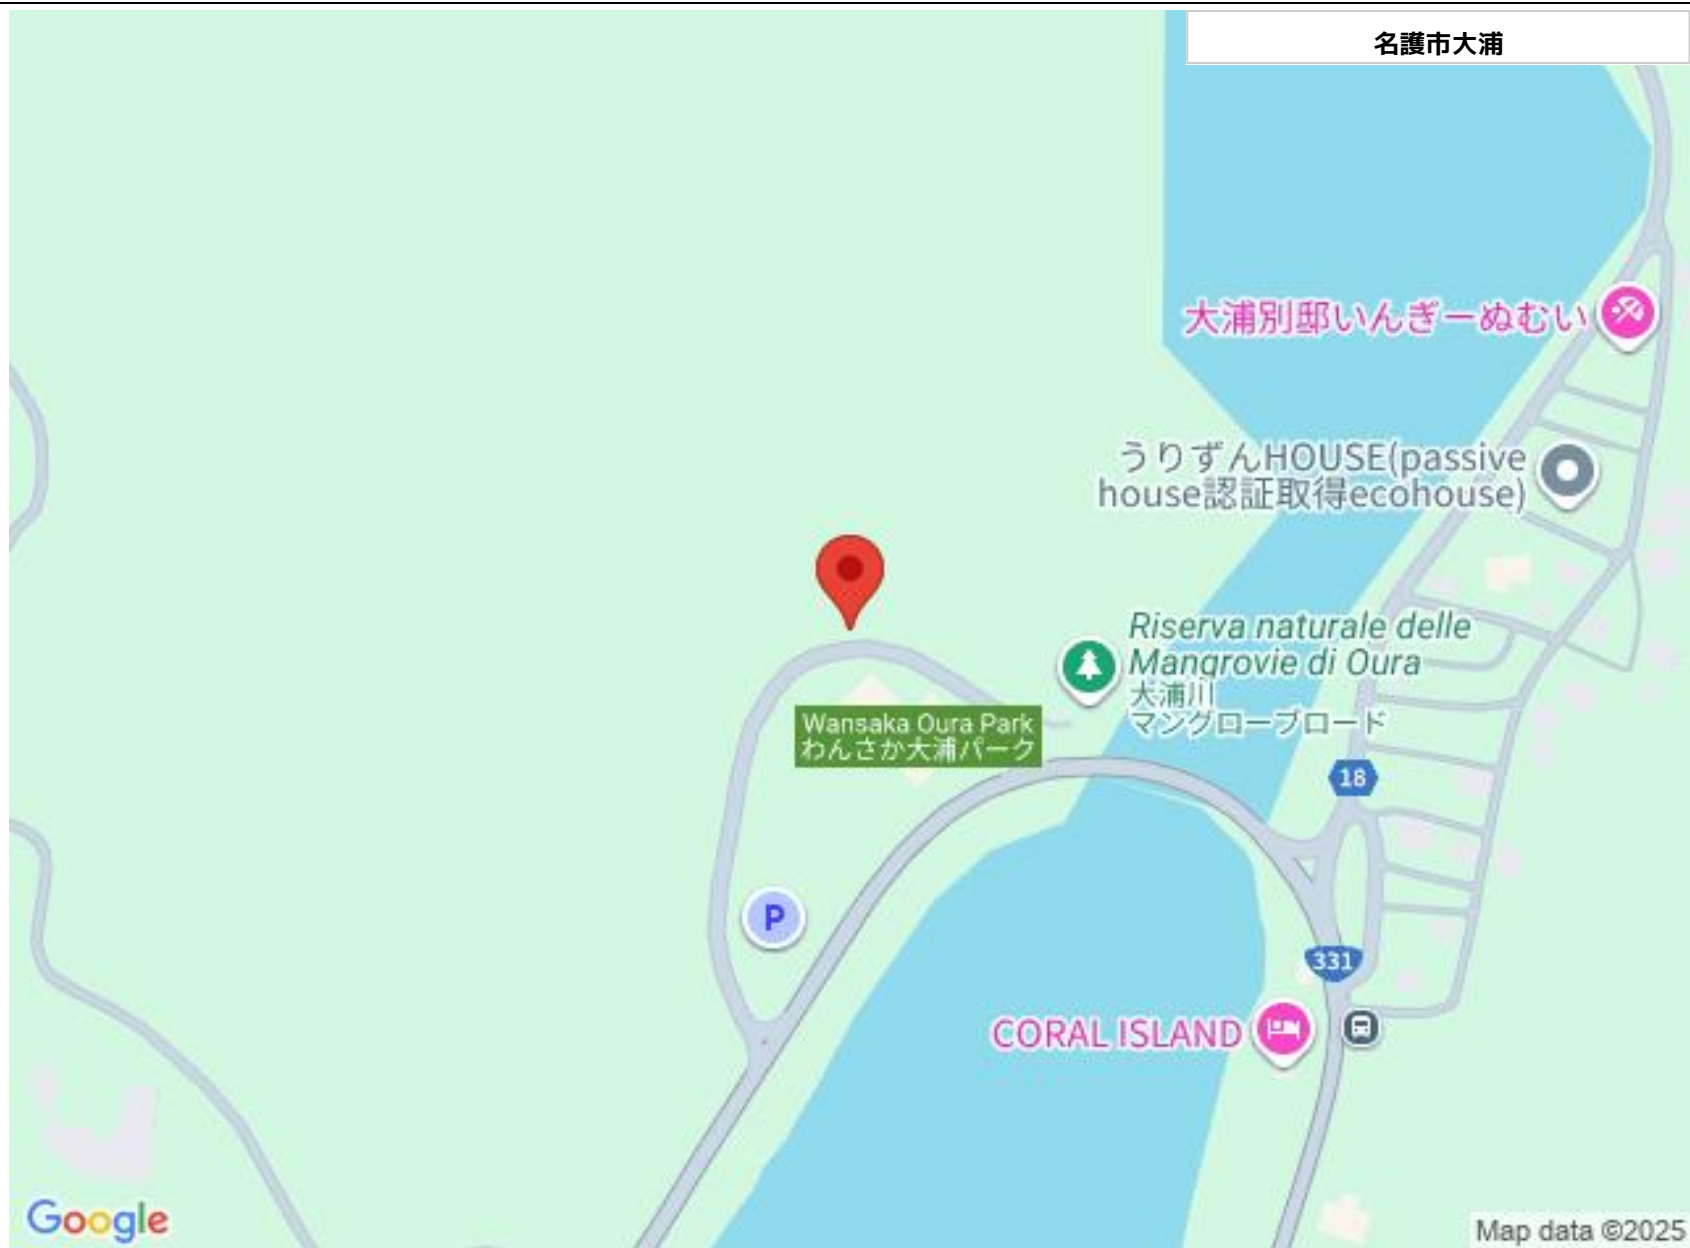 名護市大浦
大浦別邸いんぎーぬむい
うりずんHOUSE(passive
house認証取得ecohouse)
Riserva naturale delle
Mangrovie di Oura
大浦川
マングローブロード
Wansaka Oura Park
わんさか大浦パーク
18
P
331
CORAL ISLAND
Google
Map data ©2025